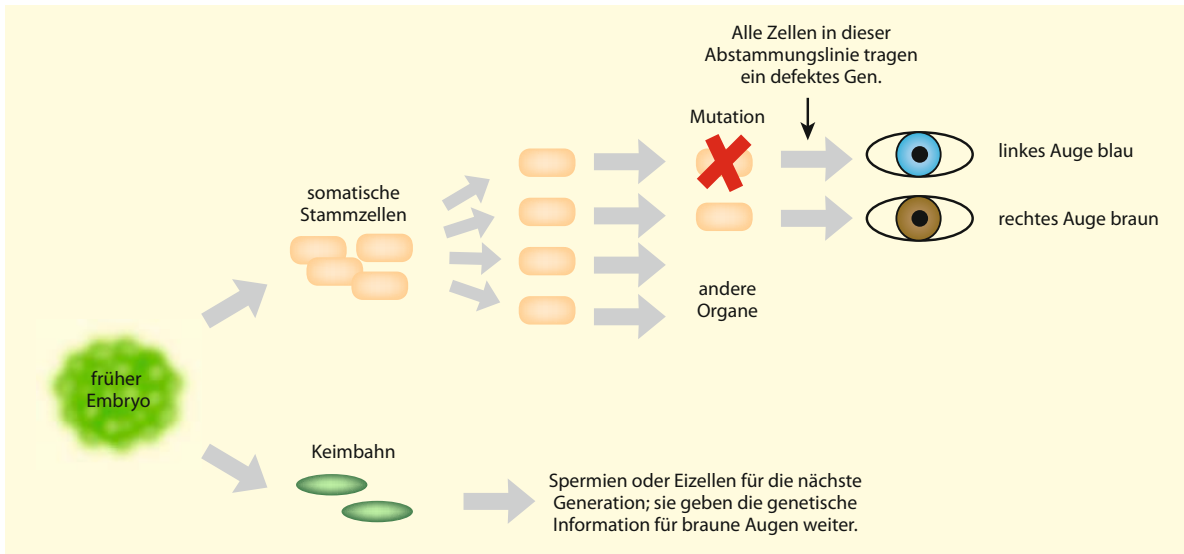 Alle Zellen in dieser
Abstammungslinie tragen
ein defektes Gen.
Mutation
linkes Auge blau
somatische
Stammzellen
rechtes Auge braun
andere
Organe
früher
Embryo
Keimbahn
Spermien oder Eizellen für die nächste
Generation; sie geben die genetische
Information für braune Augen weiter.